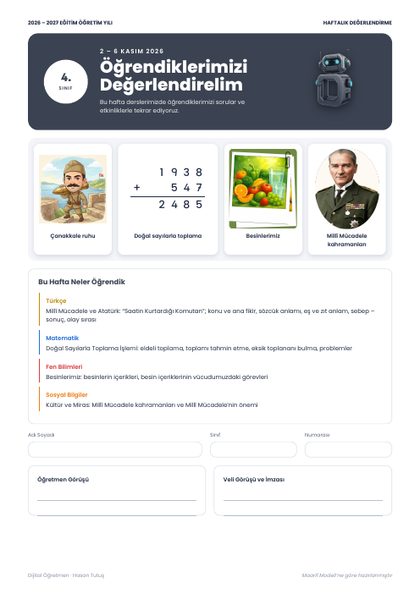 2026 – 2027 EĞİTİM ÖĞRETİM YILI
HAFTALIK DEĞERLENDİRME
2 – 6 KASIM 2026
4.
SINIF
Öğrendiklerimizi
Değerlendirelim
Bu hafta derslerimizde öğrendiklerimizi sorular ve
etkinliklerle tekrar ediyoruz.
1 9 3 8
+ 5 4 7
2 4 8 5
Çanakkale ruhu
Doğal sayılarla toplama
Besinlerimiz
Millî Mücadele
kahramanları
Bu Hafta Neler Öğrendik
Türkçe
Millî Mücadele ve Atatürk: “Saatin Kurtardığı Komutan”; konu ve ana fikir, sözcük anlamı, eş ve zıt anlam, sebep –
sonuç, olay sırası
Matematik
Doğal Sayılarla Toplama İşlemi: eldeli toplama, toplamı tahmin etme, eksik toplananı bulma, problemler
Fen Bilimleri
Besinlerimiz: besinlerin içerikleri, besin içeriklerinin vücudumuzdaki görevleri
Sosyal Bilgiler
Kültür ve Miras: Millî Mücadele kahramanları ve Millî Mücadele'nin önemi
Adı Soyadı
Sınıf
Numarası
Öğretmen Görüşü
Veli Görüşü ve İmzası
Dijital Öğretmen · Hasan Tutuş
Maarif Modeli'ne göre hazırlanmıştır